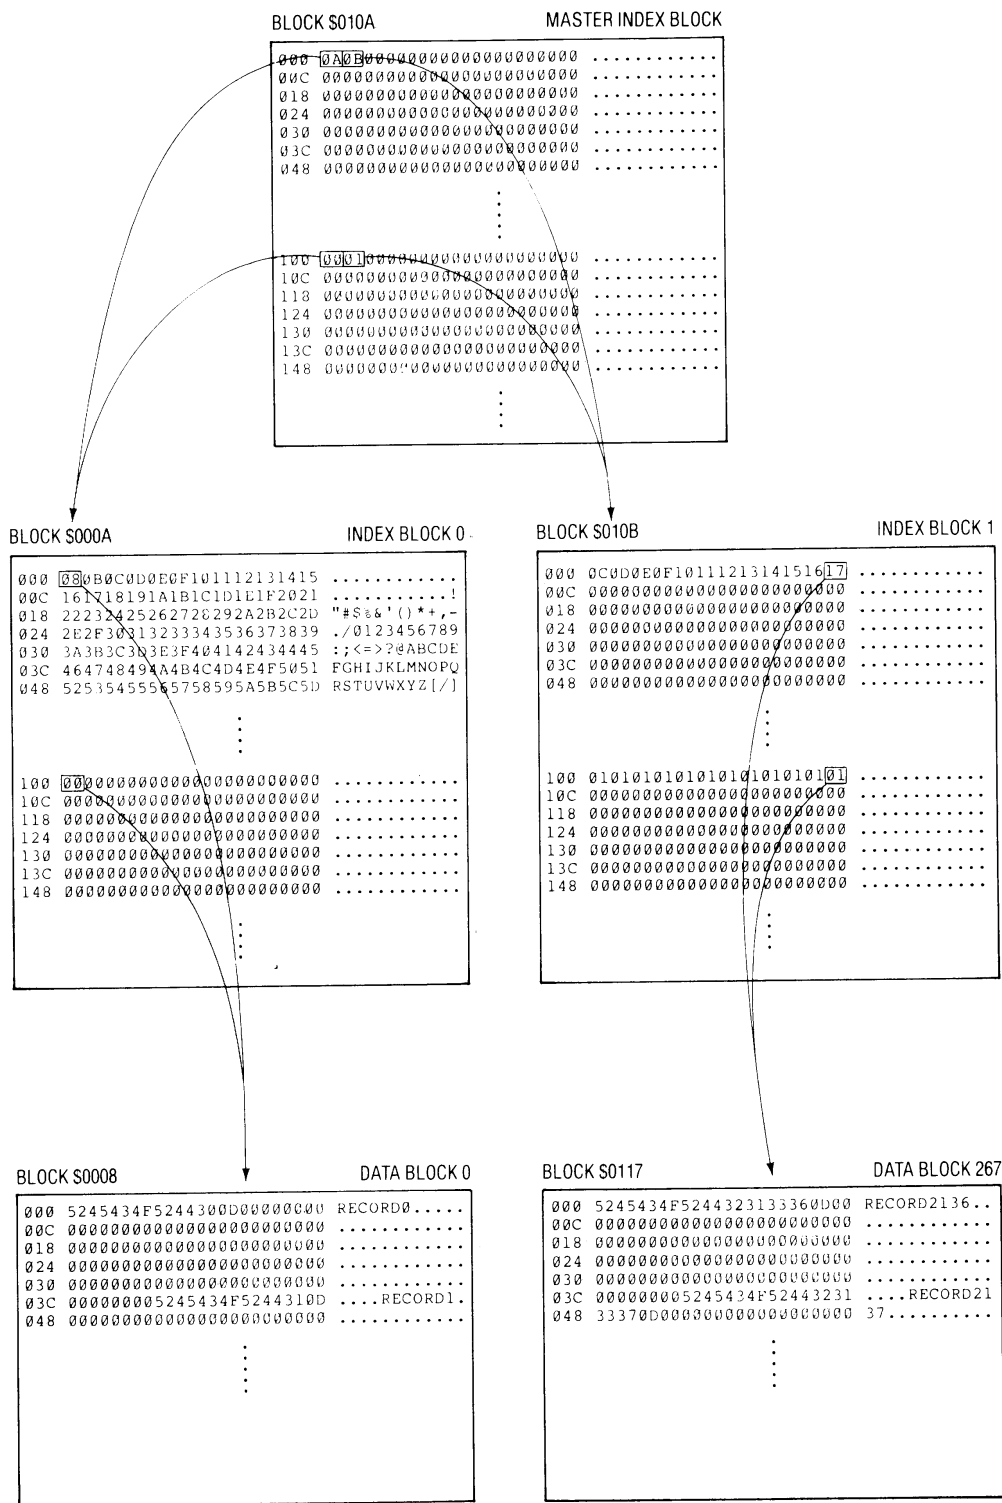 BLOCK $010A MASTER INDEX BLOCK
000 0A0B00000000000000000000 ............
00C 000000000000000000000000 ............
018 000000000000000000000000 ............
024 000000000000000000000000 ............
030 000000000000000000000000 ............
03C 000000000000000000000000 ............
048 000000000000000000000000 ............
100 000100000000000000000000 ............
10C 000000000000000000000000 ............
118 000000000000000000000000 ............
124 000000000000000000000000 ............
130 000000000000000000000000 ............
13C 000000000000000000000000 ............
148 000000000000000000000000 ............
BLOCK $000A INDEX BLOCK 0
000 080B0C0D0E0F101112131415 ............
00C 161718191A1B1C1D1E1F2021 ...........!
018 22232425262728292A2B2C2D "#$%&'()*+,-
024 2E2F30313233343536373839 ./0123456789
030 3A3B3C3D3E3F404142434445 :;<=>?@ABCDE
03C 464748494A4B4C4D4E4F5051 FGHIJKLMNOPQ
048 52535455565758595A5B5C5D RSTUVWXYZ[/]
100 000000000000000000000000 ............
10C 000000000000000000000000 ............
118 000000000000000000000000 ............
124 000000000000000000000000 ............
130 000000000000000000000000 ............
13C 000000000000000000000000 ............
148 000000000000000000000000 ............
BLOCK $010B INDEX BLOCK 1
000 0C0D0E0F1011121314151617 ............
00C 000000000000000000000000 ............
018 000000000000000000000000 ............
024 000000000000000000000000 ............
030 000000000000000000000000 ............
03C 000000000000000000000000 ............
048 000000000000000000000000 ............
100 010101010101010101010101 ............
10C 000000000000000000000000 ............
118 000000000000000000000000 ............
124 000000000000000000000000 ............
130 000000000000000000000000 ............
13C 000000000000000000000000 ............
148 000000000000000000000000 ............
BLOCK $0008 DATA BLOCK 0
000 5245434F5244300D00000000 RECORD0.....
00C 000000000000000000000000 ............
018 000000000000000000000000 ............
024 000000000000000000000000 ............
030 000000000000000000000000 ............
03C 000000005245434F5244310D ....RECORD1.
048 000000000000000000000000 ............
BLOCK $0117 DATA BLOCK 267
000 5245434F5244323133360D00 RECORD2136..
00C 000000000000000000000000 ............
018 000000000000000000000000 ............
024 000000000000000000000000 ............
030 000000000000000000000000 ............
03C 000000005245434F52443231 ....RECORD21
048 33370D000000000000000000 37..........